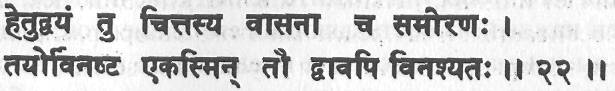 हेतुद्वयं तु चित्तस्य वासना च समोरणः ।
तयोर्विनष्ट एकस्मिन् तौ द्वावपि विनश्यतः ॥ २२ ॥